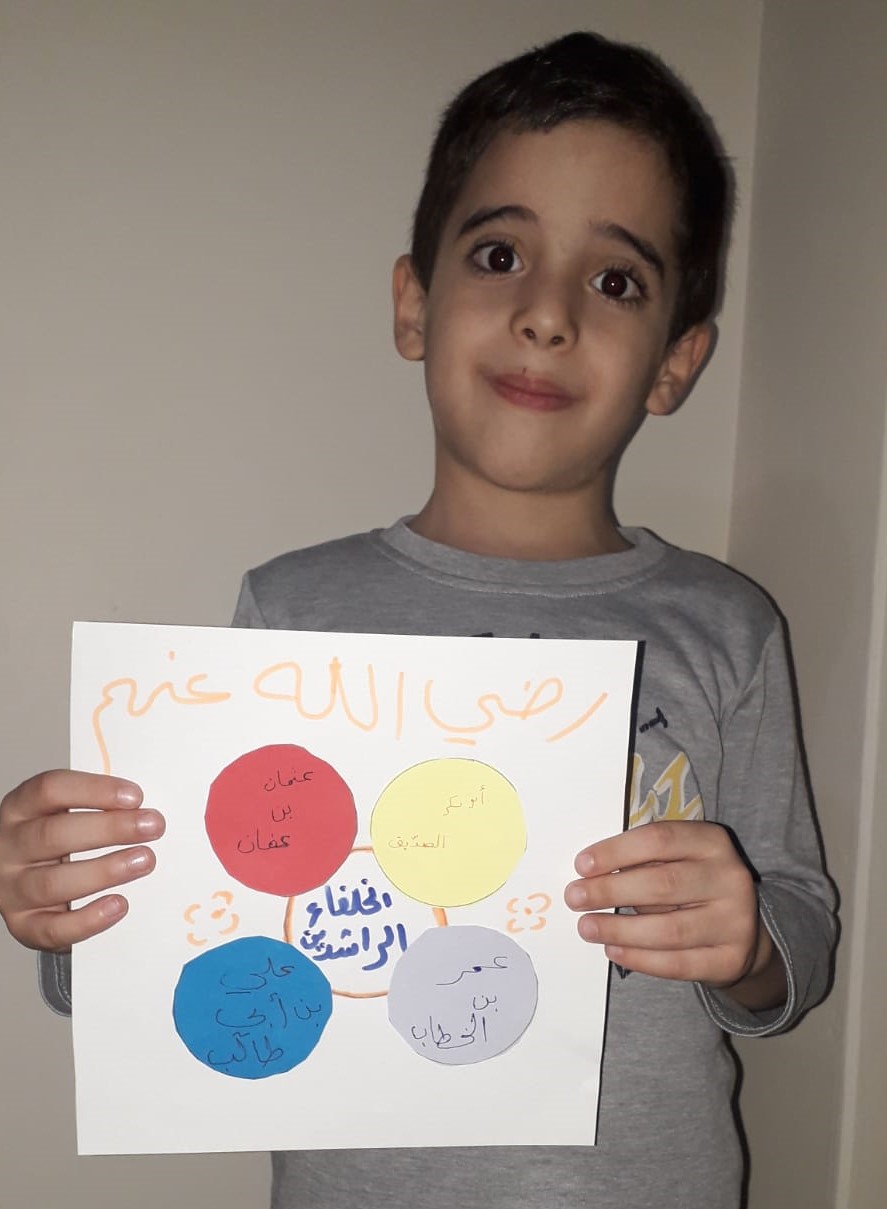 رضي الله عنهم
أبو بكر
الصديق
عثمان
بن
عفان
الخلفاء
الراشدين
عمر
بن
الخطاب
علي
بن أبي
طالب